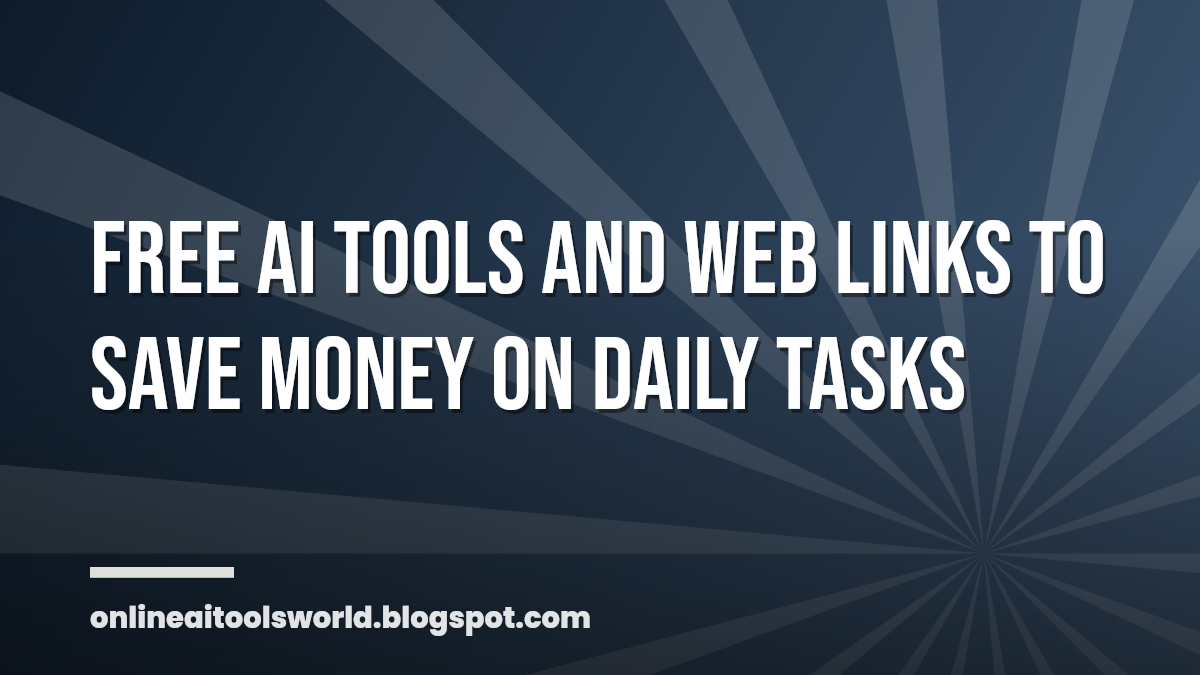 FREE AI TOOLS AND WEB LINKS TO
SAVE MONEY ON DAILY TASKS
onlineaitoolsworld.blogspot.com